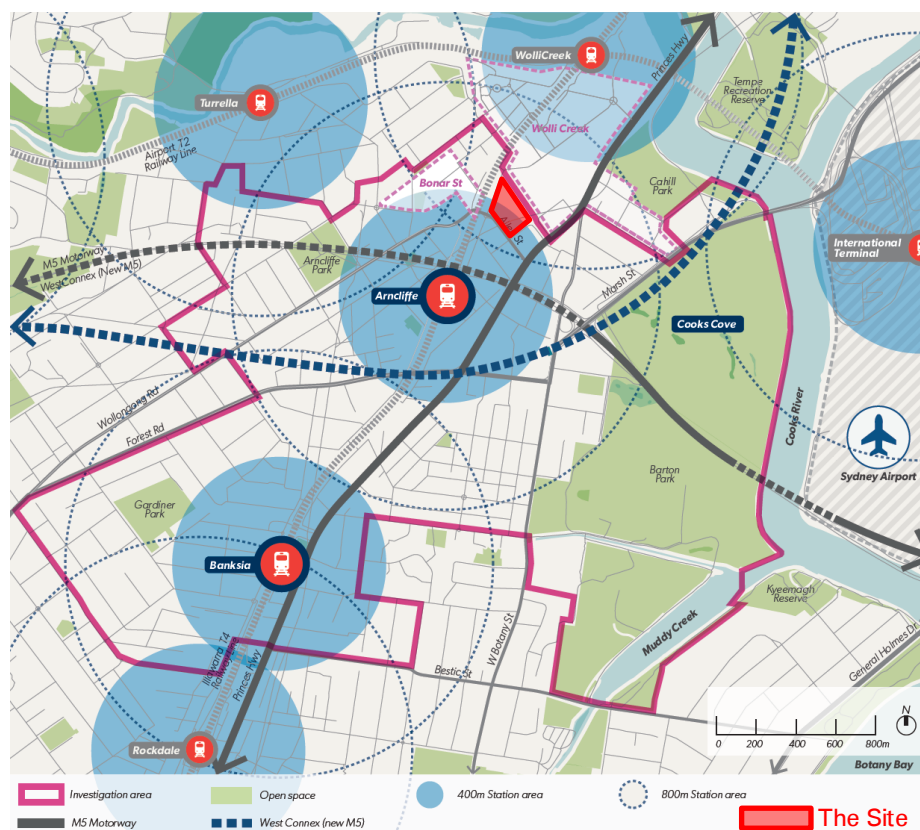 WolliCreek
Princes Hwy
Turrella
Tempe
Recreation
Reserve
Wolli Creek
Airport T2
Railway Line
Bonar St
Cahill
Park
International
Terminal
M5 Motorway
WestConnex (New M5)
Arncliffe
Park
Marsh St
Arncliffe
Cooks Cove
Wollongong Rd
Forest Rd
Cooks River
Sydney Airport
Barton
Park
Gardiner
Park
Banksia
Kyeemagh
Reserve
Muddy Creek
W Botany St
Illawarra T4
Railway Line
Princes Hwy
Bestic St
General Holmes Dr
Rockdale
N
0 200 400 600 800m
Botany Bay
Investigation area
Open space
400m Station area
800m Station area
M5 Motorway
West Connex (new M5)
The Site